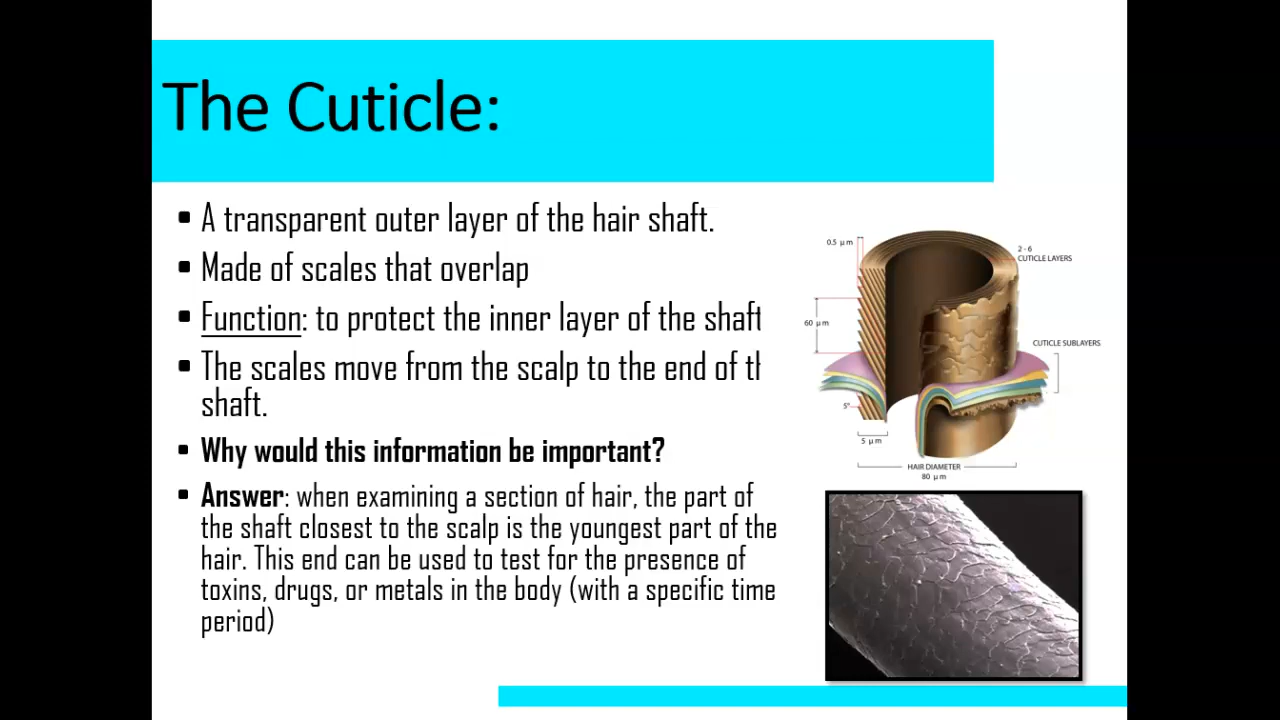 The Cuticle:
▪ A transparent outer layer of the hair shaft.
▪ Made of scales that overlap
▪ Function: to protect the inner layer of the shaft
▪ The scales move from the scalp to the end of th
shaft.
▪ Why would this information be important?
▪ Answer: when examining a section of hair, the part of
the shaft closest to the scalp is the youngest part of the
hair. This end can be used to test for the presence of
toxins, drugs, or metals in the body (with a specific time
period)
0.5 µm
2 - 6
CUTICLE LAYERS
60 µm
CUTICLE SUBLAYERS
5°
5 µm
HAIR DIAMETER
80 µm